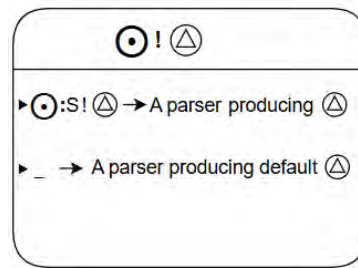 ⨀ ! Ⓐ
▸⨀:S! Ⓐ → A parser producing Ⓐ
▸ _ → A parser producing default Ⓐ